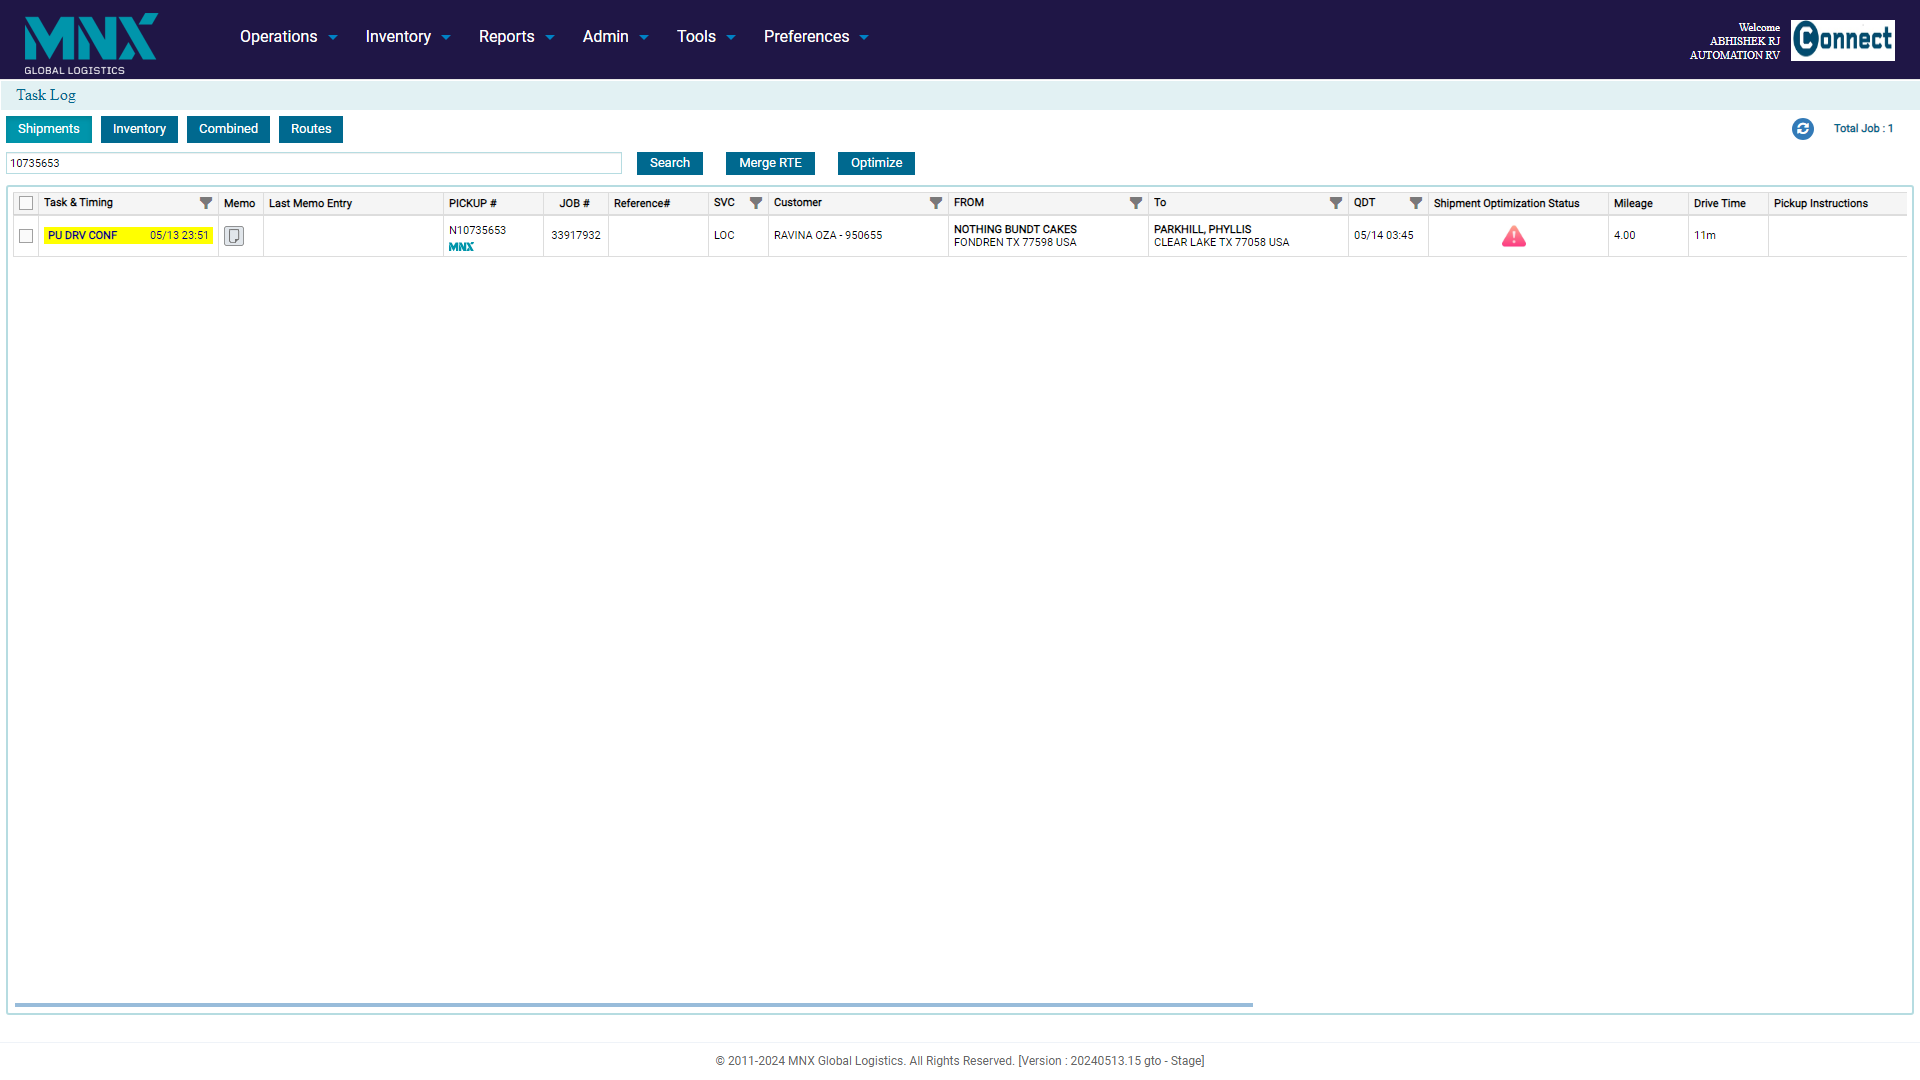 MNX
GLOBAL LOGISTICS
Operations Inventory Reports Admin Tools Preferences
Welcome
ABHISHEK RJ
AUTOMATION RV
Connect
Task Log
Shipments Inventory Combined Routes
Total Job : 1
10735653
Search Merge RTE Optimize
Task & Timing Memo Last Memo Entry PICKUP # JOB # Reference# SVC Customer FROM To QDT Shipment Optimization Status Mileage Drive Time Pickup Instructions
PU DRV CONF 05/13 23:51 N10735653 33917932 LOC RAVINA OZA - 950655 NOTHING BUNDT CAKES PARKHILL, PHYLLIS 05/14 03:45 4.00 11m
MNX FONDREN TX 77598 USA CLEAR LAKE TX 77058 USA
© 2011-2024 MNX Global Logistics. All Rights Reserved. [Version : 20240513.15 gto - Stage]